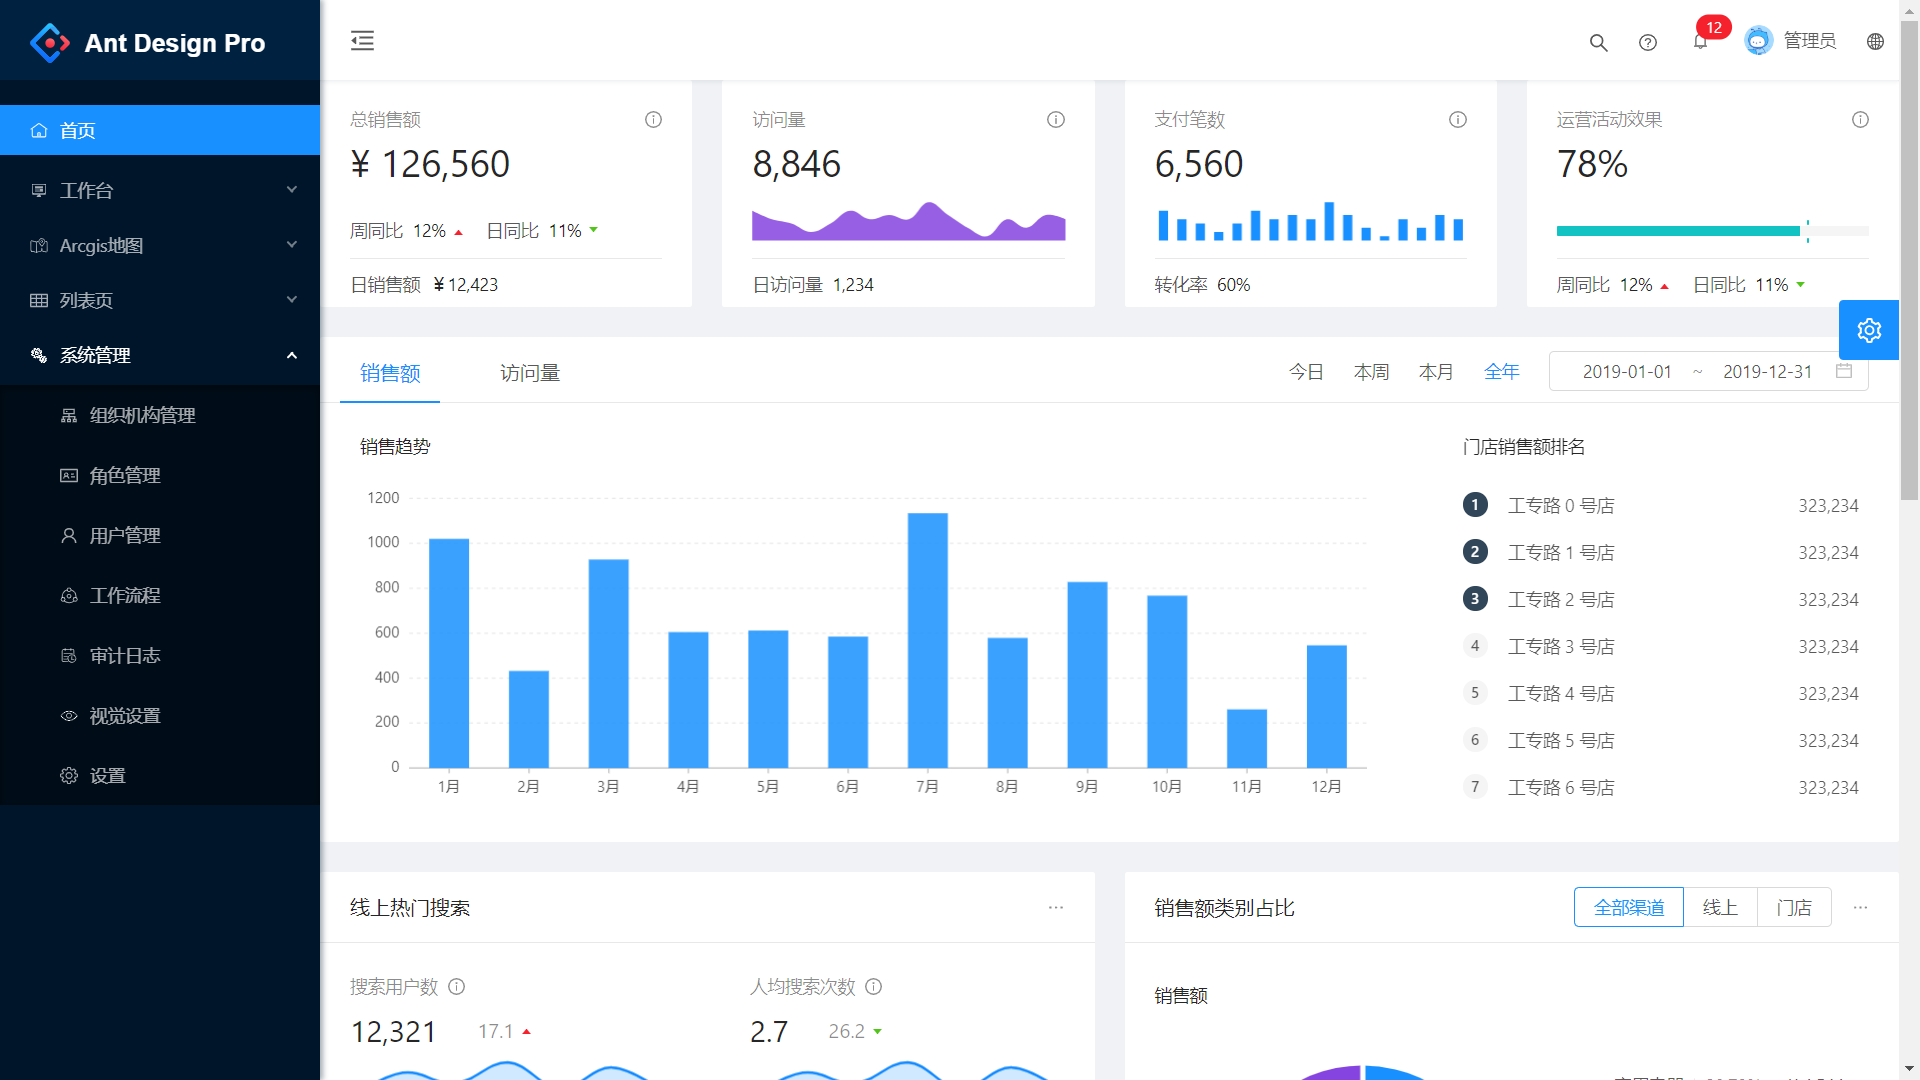 Ant Design Pro
12
管理员
首页
工作台
Arcgis地图
列表页
系统管理
组织机构管理
角色管理
用户管理
工作流程
审计日志
视觉设置
设置
总销售额
¥ 126,560
周同比 12% 日同比 11%
日销售额 ¥ 12,423
访问量
8,846
日访问量 1,234
支付笔数
6,560
转化率 60%
运营活动效果
78%
周同比 12% 日同比 11%
销售额 访问量
今日 本周 本月 全年 2019-01-01 ~ 2019-12-31
销售趋势
1200
1000
800
600
400
200
0
1月 2月 3月 4月 5月 6月 7月 8月 9月 10月 11月 12月
门店销售额排名
1 工专路 0 号店 323,234
2 工专路 1 号店 323,234
3 工专路 2 号店 323,234
4 工专路 3 号店 323,234
5 工专路 4 号店 323,234
6 工专路 5 号店 323,234
7 工专路 6 号店 323,234
线上热门搜索
搜索用户数
12,321 17.1
人均搜索次数
2.7 26.2
销售额类别占比
全部渠道 线上 门店
销售额